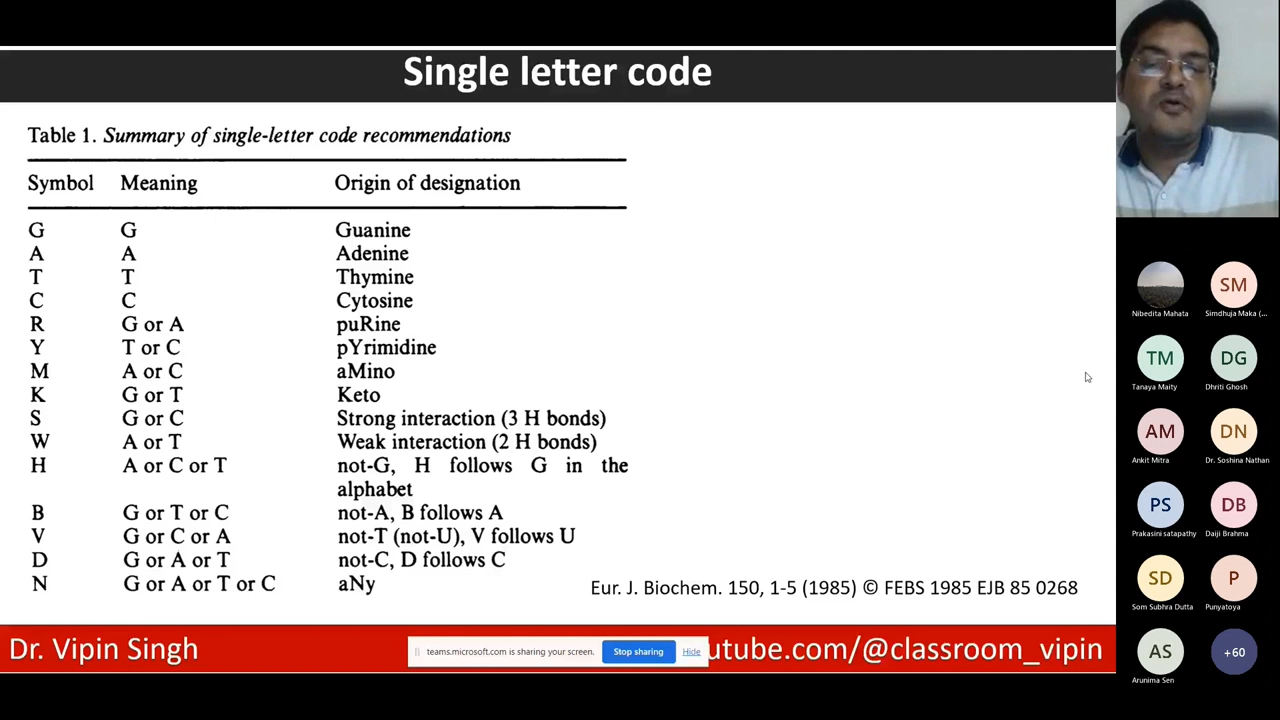 Single letter code
Table 1. Summary of single-letter code recommendations
Symbol Meaning Origin of designation
G G Guanine
A A Adenine
T T Thymine
C C Cytosine
R G or A puRine
Y T or C pYrimidine
M A or C aMino
K G or T Keto
S G or C Strong interaction (3 H bonds)
W A or T Weak interaction (2 H bonds)
H A or C or T not-G, H follows G in the
alphabet
B G or T or C not-A, B follows A
V G or C or A not-T (not-U), V follows U
D G or A or T not-C, D follows C
N G or A or T or C aNy
Eur. J. Biochem. 150, 1-5 (1985) © FEBS 1985 EJB 85 0268
Dr. Vipin Singh
teams.microsoft.com is sharing your screen. Stop sharing Hide
utube.com/@classroom_vipin
SM
Nibedita Mahata Simdhuja Maka (...
TM DG
Tanaya Maity Dhriti Ghosh
AM DN
Ankit Mitra Dr. Soshina Nathan
PS DB
Prakasini satapathy Daiji Brahma
SD P
Som Subhra Dutta Punyatoya
AS +60
Arunima Sen